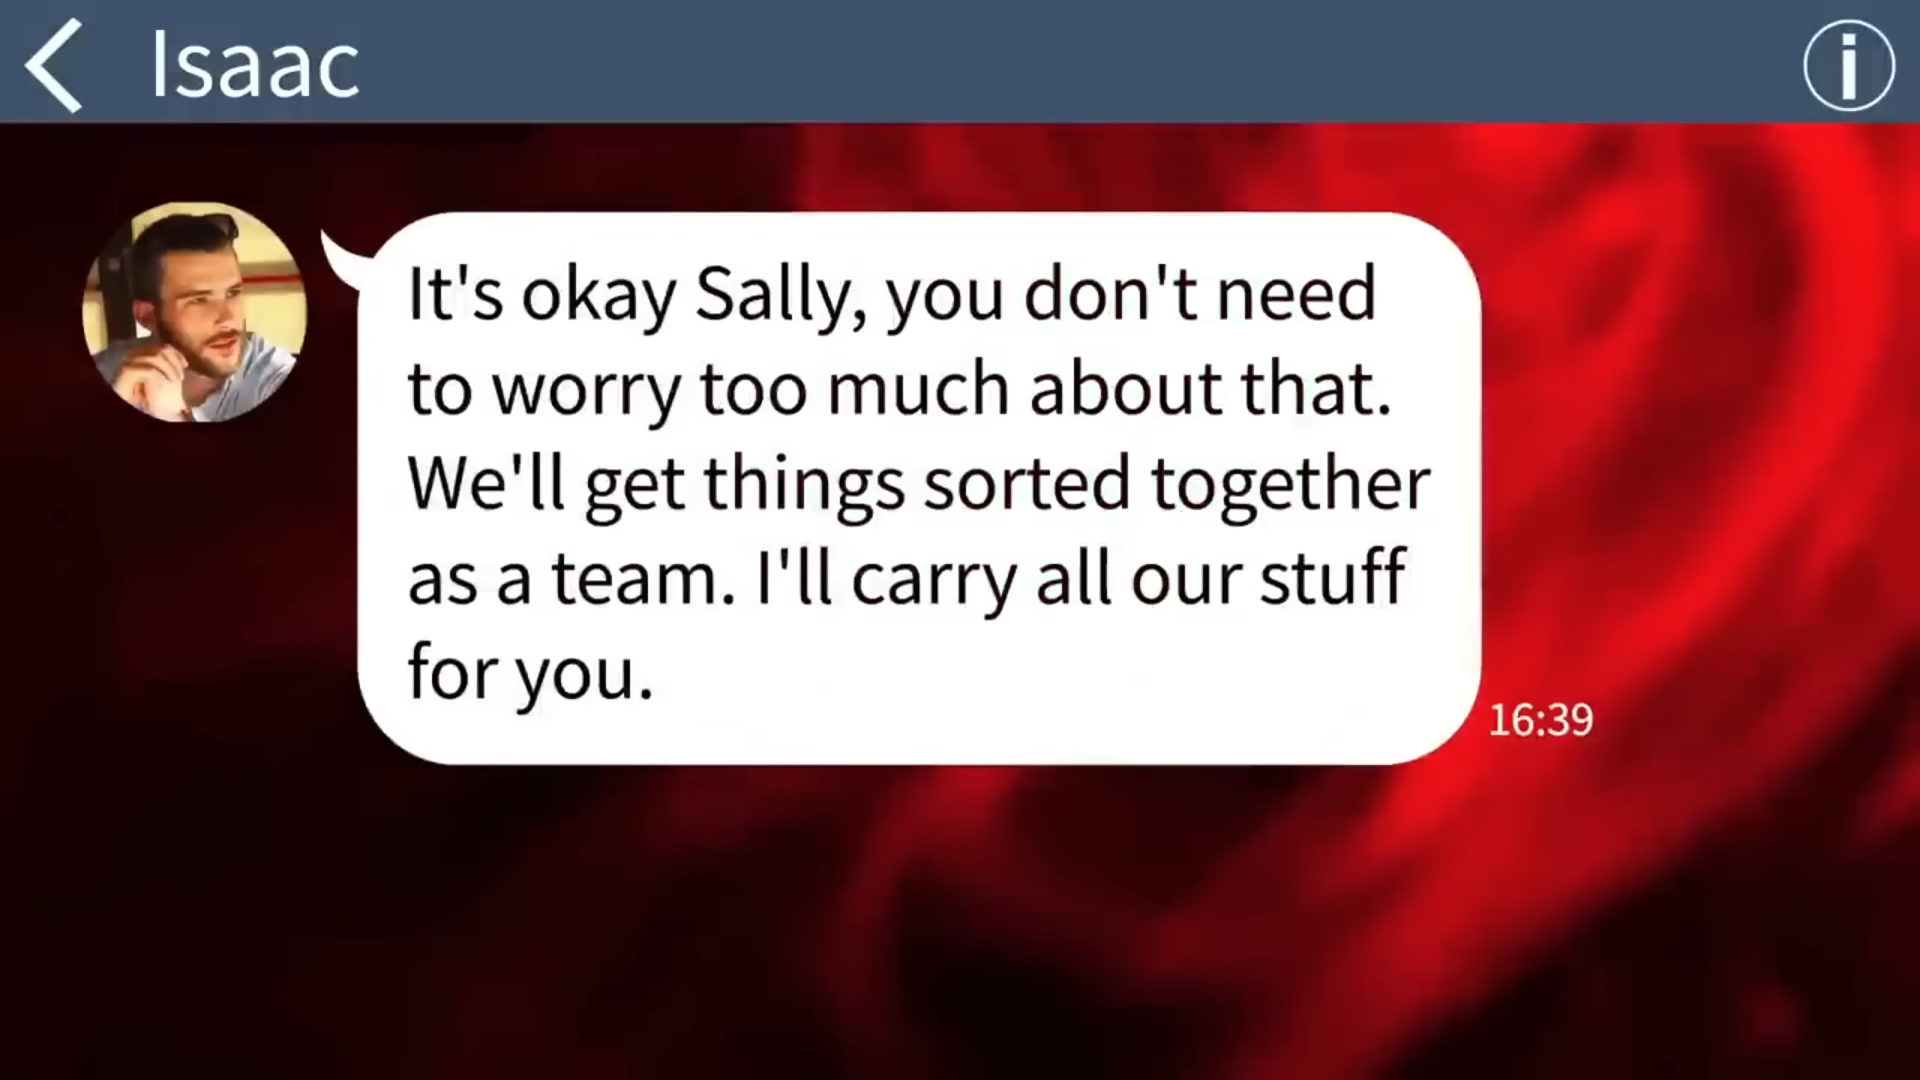 Isaac
It's okay Sally, you don't need
to worry too much about that.
We'll get things sorted together
as a team. I'll carry all our stuff
for you.
16:39